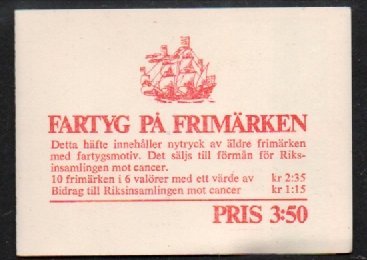 FARTYG PÅ FRIMÄRKEN
Detta häfte innehåller nytryck av äldre frimärken
med fartygsmotiv. Det säljs till förmån för Riks-
insamlingen mot cancer.
10 frimärken i 6 valörer med ett värde av kr 2:35
Bidrag till Riksinsamlingen mot cancer kr 1:15
PRIS 3:50